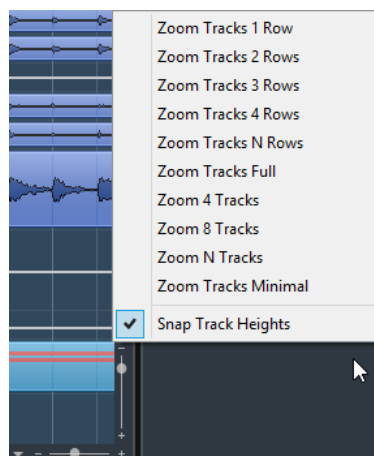 Zoom Tracks 1 Row
Zoom Tracks 2 Rows
Zoom Tracks 3 Rows
Zoom Tracks 4 Rows
Zoom Tracks N Rows
Zoom Tracks Full
Zoom 4 Tracks
Zoom 8 Tracks
Zoom N Tracks
Zoom Tracks Minimal
Snap Track Heights